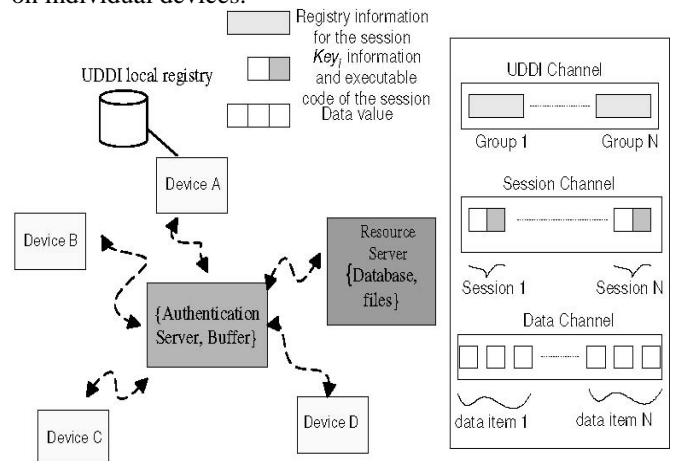 on individual devices.
Registry information
for the session
Key_i information
and executable
code of the session
Data value
UDDI local registry
Device A
Device B
Resource
Server
{Database,
files}
{Authentication
Server, Buffer}
Device C
Device D
UDDI Channel
Group 1
Group N
Session Channel
Session 1
Session N
Data Channel
data item 1
data item N